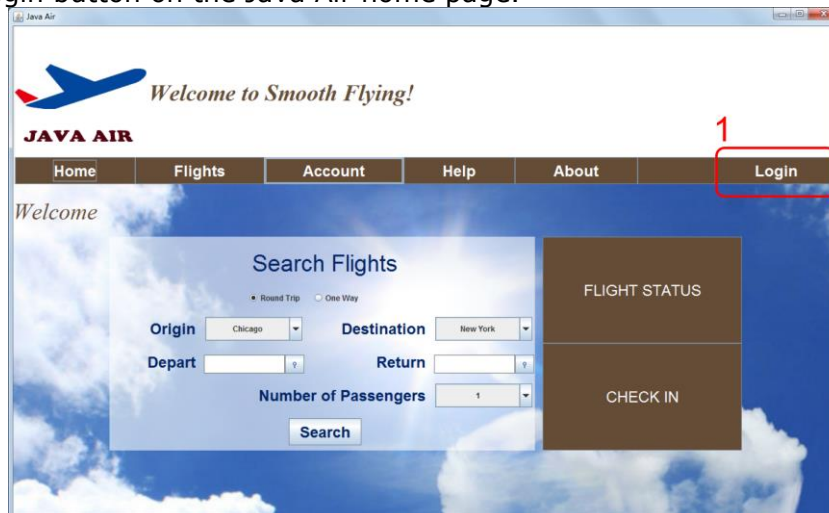 gin button on the Java Air home page.
Java Air
Welcome to Smooth Flying!
JAVA AIR
1
Home Flights Account Help About Login
Welcome
Search Flights
Round Trip One Way
Origin Chicago Destination New York
Depart ? Return ?
Number of Passengers 1
Search
FLIGHT STATUS
CHECK IN